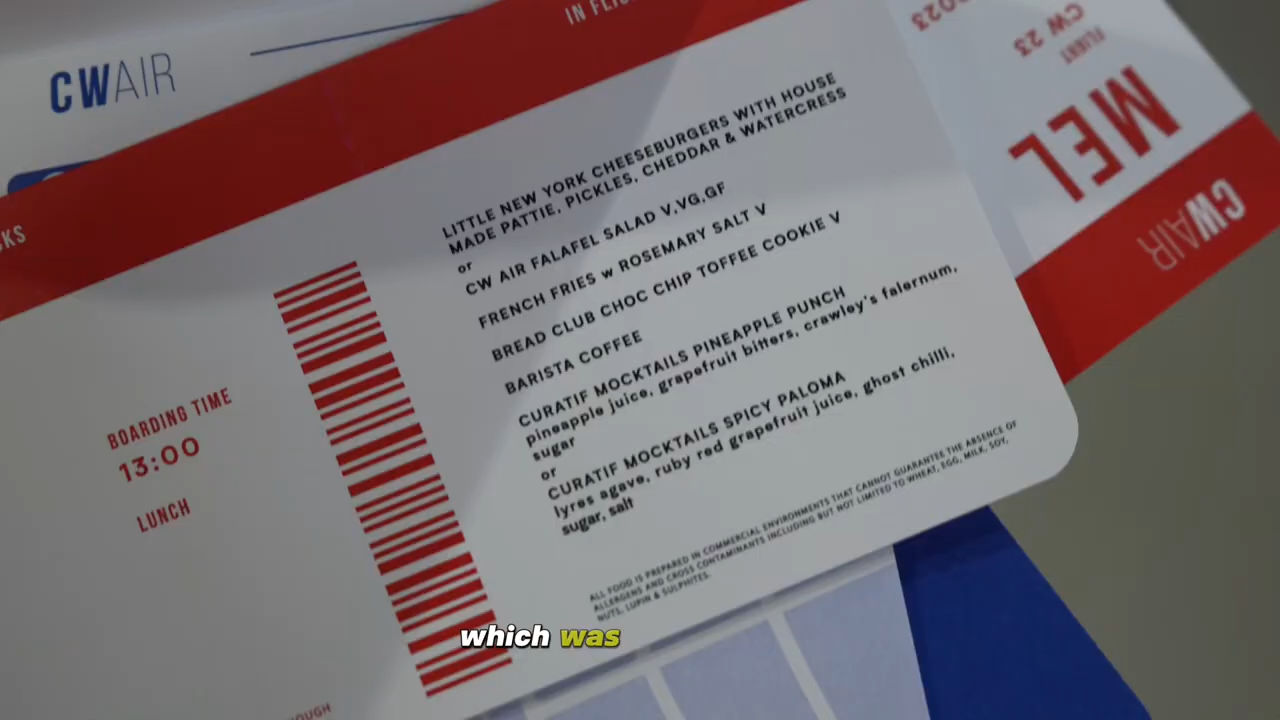 CWAIR
IN FLIG
CKS
LITTLE NEW YORK CHEESEBURGERS WITH HOUSE
MADE PATTIE, PICKLES, CHEDDAR & WATERCRESS
or
CW AIR FALAFEL SALAD V,VG,GF
FRENCH FRIES w ROSEMARY SALT V
BREAD CLUB CHOC CHIP TOFFEE COOKIE V
BARISTA COFFEE
CURATIF MOCKTAILS PINEAPPLE PUNCH
pineapple juice, grapefruit bitters, crawley's falernum,
sugar
or
CURATIF MOCKTAILS SPICY PALOMA
lyres agave, ruby red grapefruit juice, ghost chilli,
sugar, salt
ALL FOOD IS PREPARED IN COMMERCIAL ENVIRONMENTS THAT CANNOT GUARANTEE THE ABSENCE OF
ALLERGENS AND CROSS CONTAMINANTS INCLUDING BUT NOT LIMITED TO WHEAT, EGG, MILK, SOY,
NUTS, LUPIN & SULPHITES.
BOARDING TIME
13:00
LUNCH
OUGH
2023
FLIGHT
CW 23
MEL
CWAIR
which was